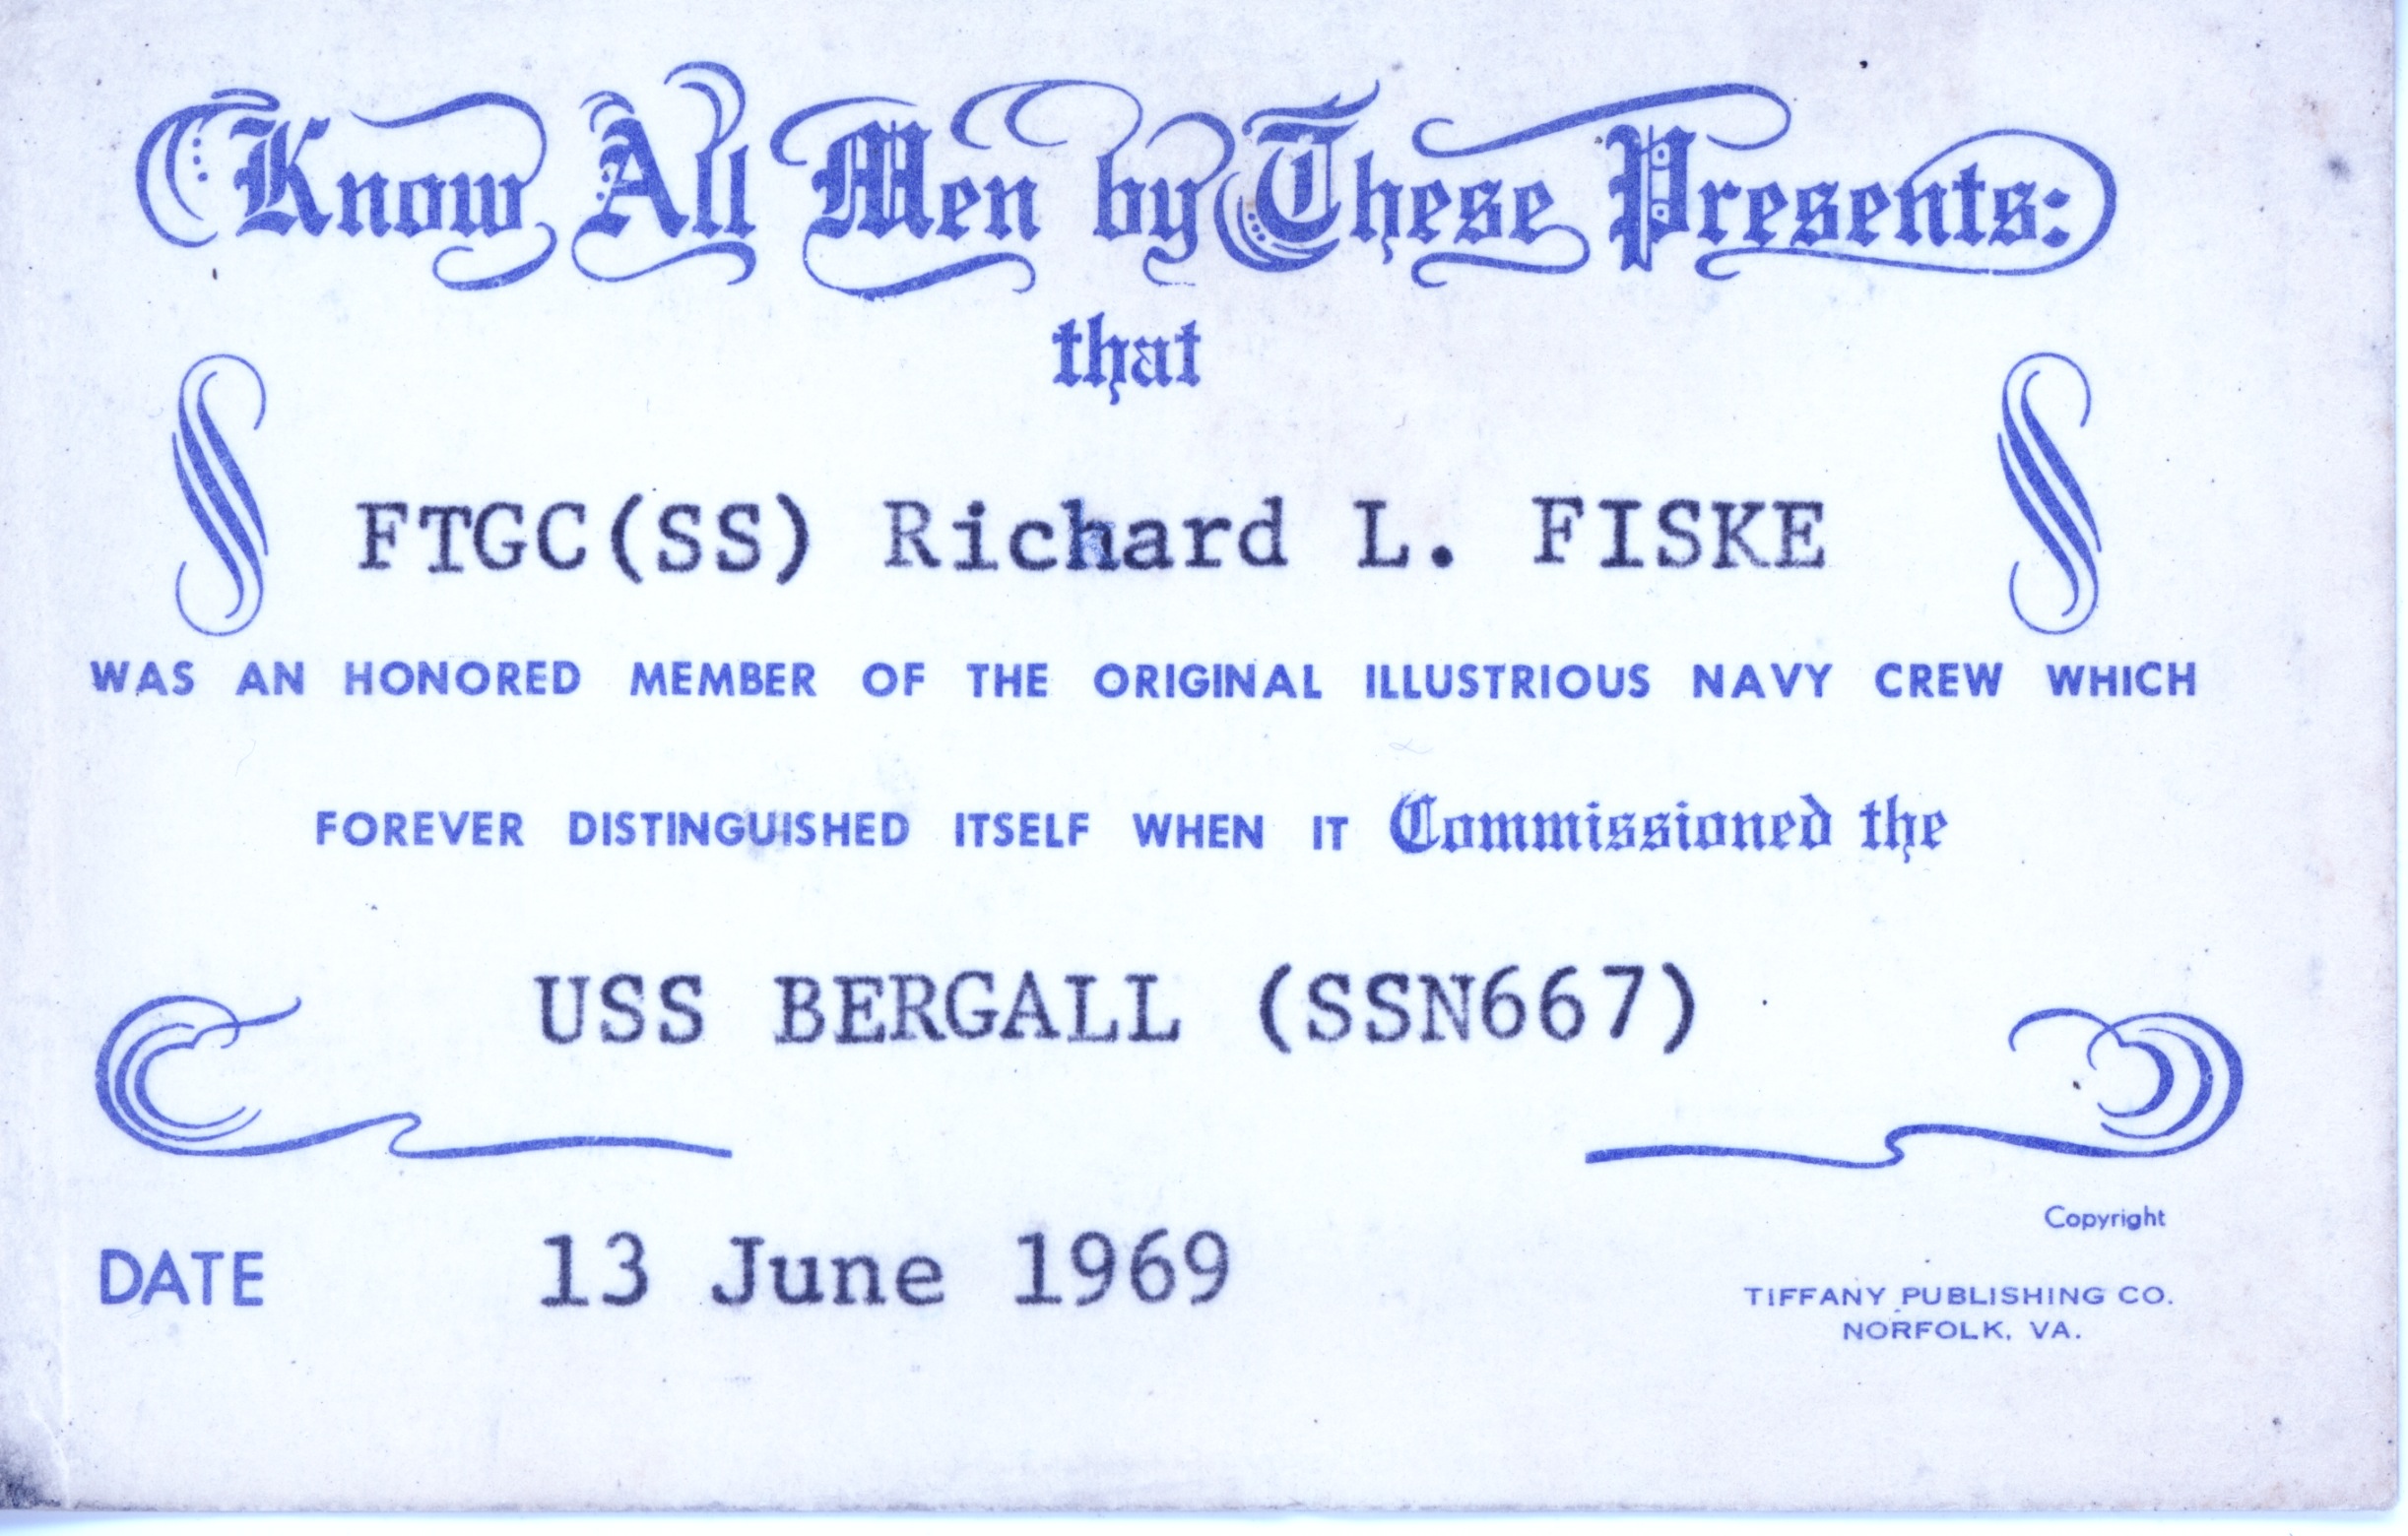 Know All Men by These Presents:
that
FTGC(SS) Richard L. FISKE
WAS AN HONORED MEMBER OF THE ORIGINAL ILLUSTRIOUS NAVY CREW WHICH
FOREVER DISTINGUISHED ITSELF WHEN IT Commissioned the
USS BERGALL (SSN667)
DATE 13 June 1969
Copyright
TIFFANY PUBLISHING CO.
NORFOLK, VA.